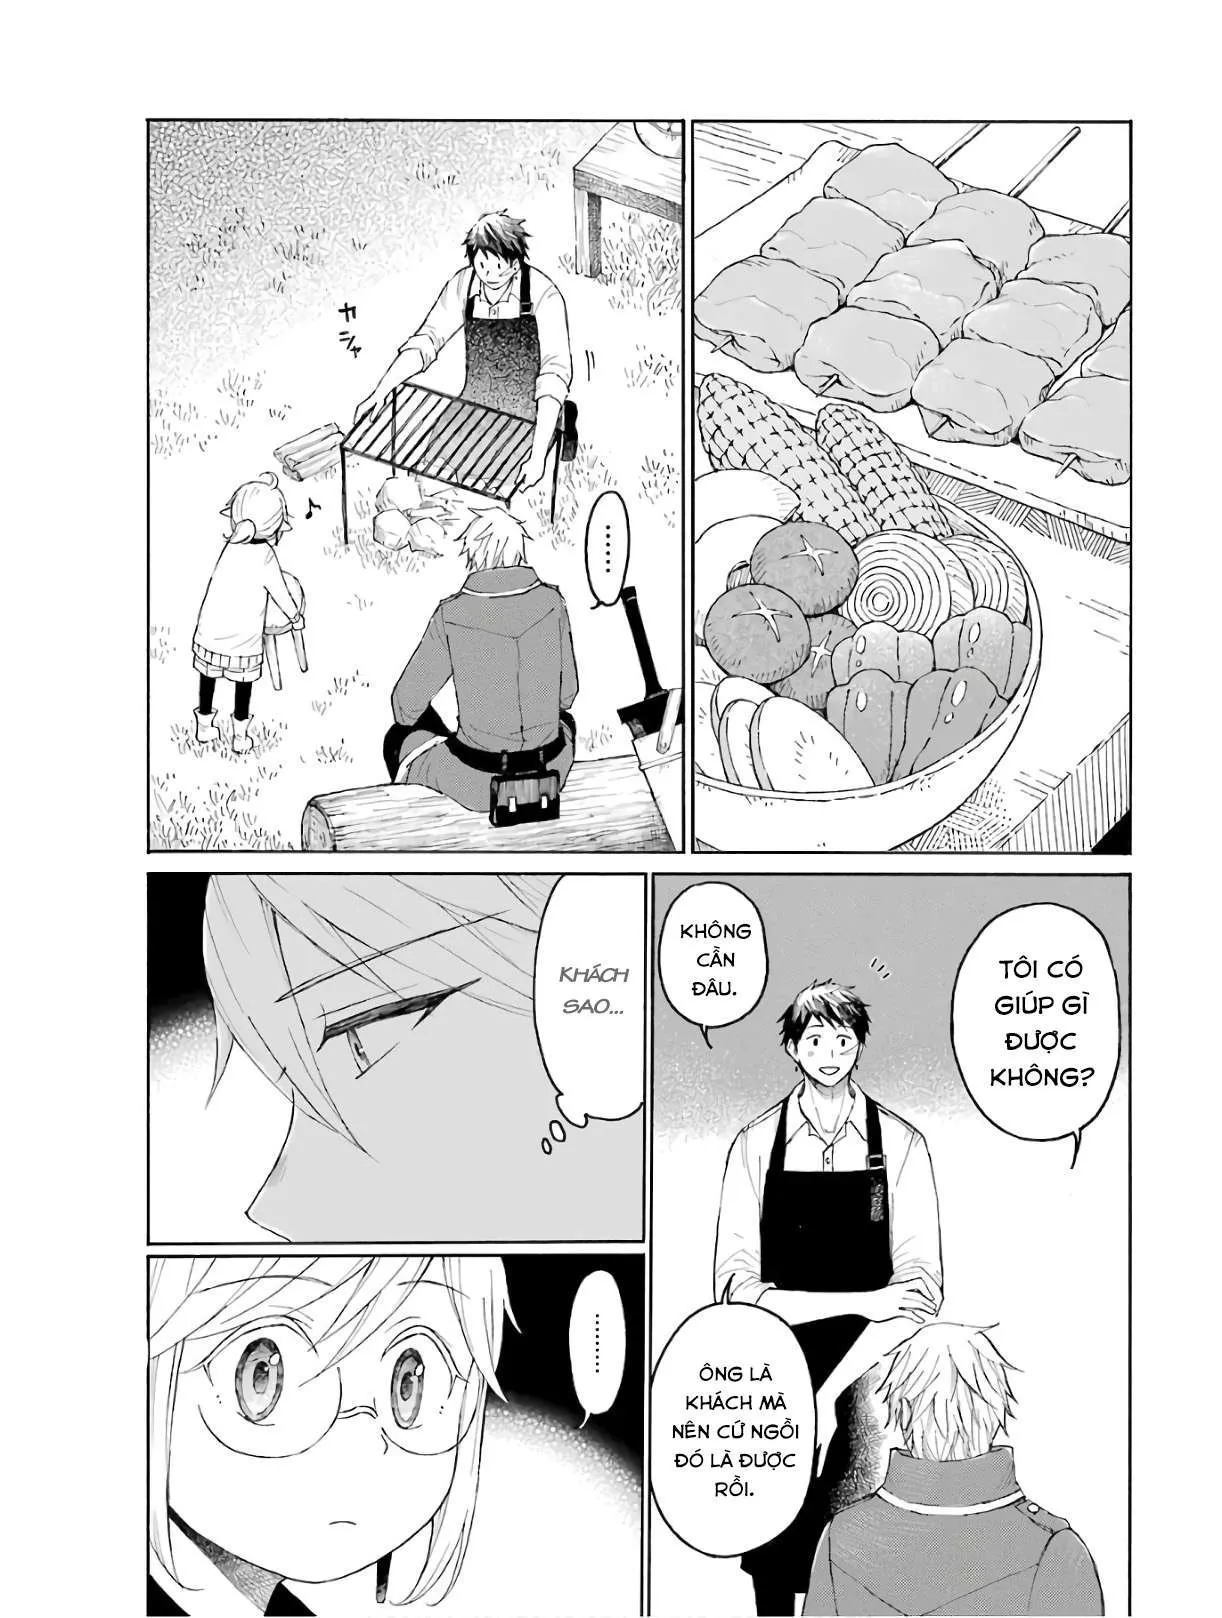 カシャ
……
TÔI CÓ
GIÚP GÌ
ĐƯỢC
KHÔNG?
KHÔNG
CẦN
ĐÂU.
ÔNG LÀ
KHÁCH MÀ
NÊN CỨ NGỒI
ĐÓ LÀ ĐƯỢC
RỒI.
KHÁCH
SAO...
……